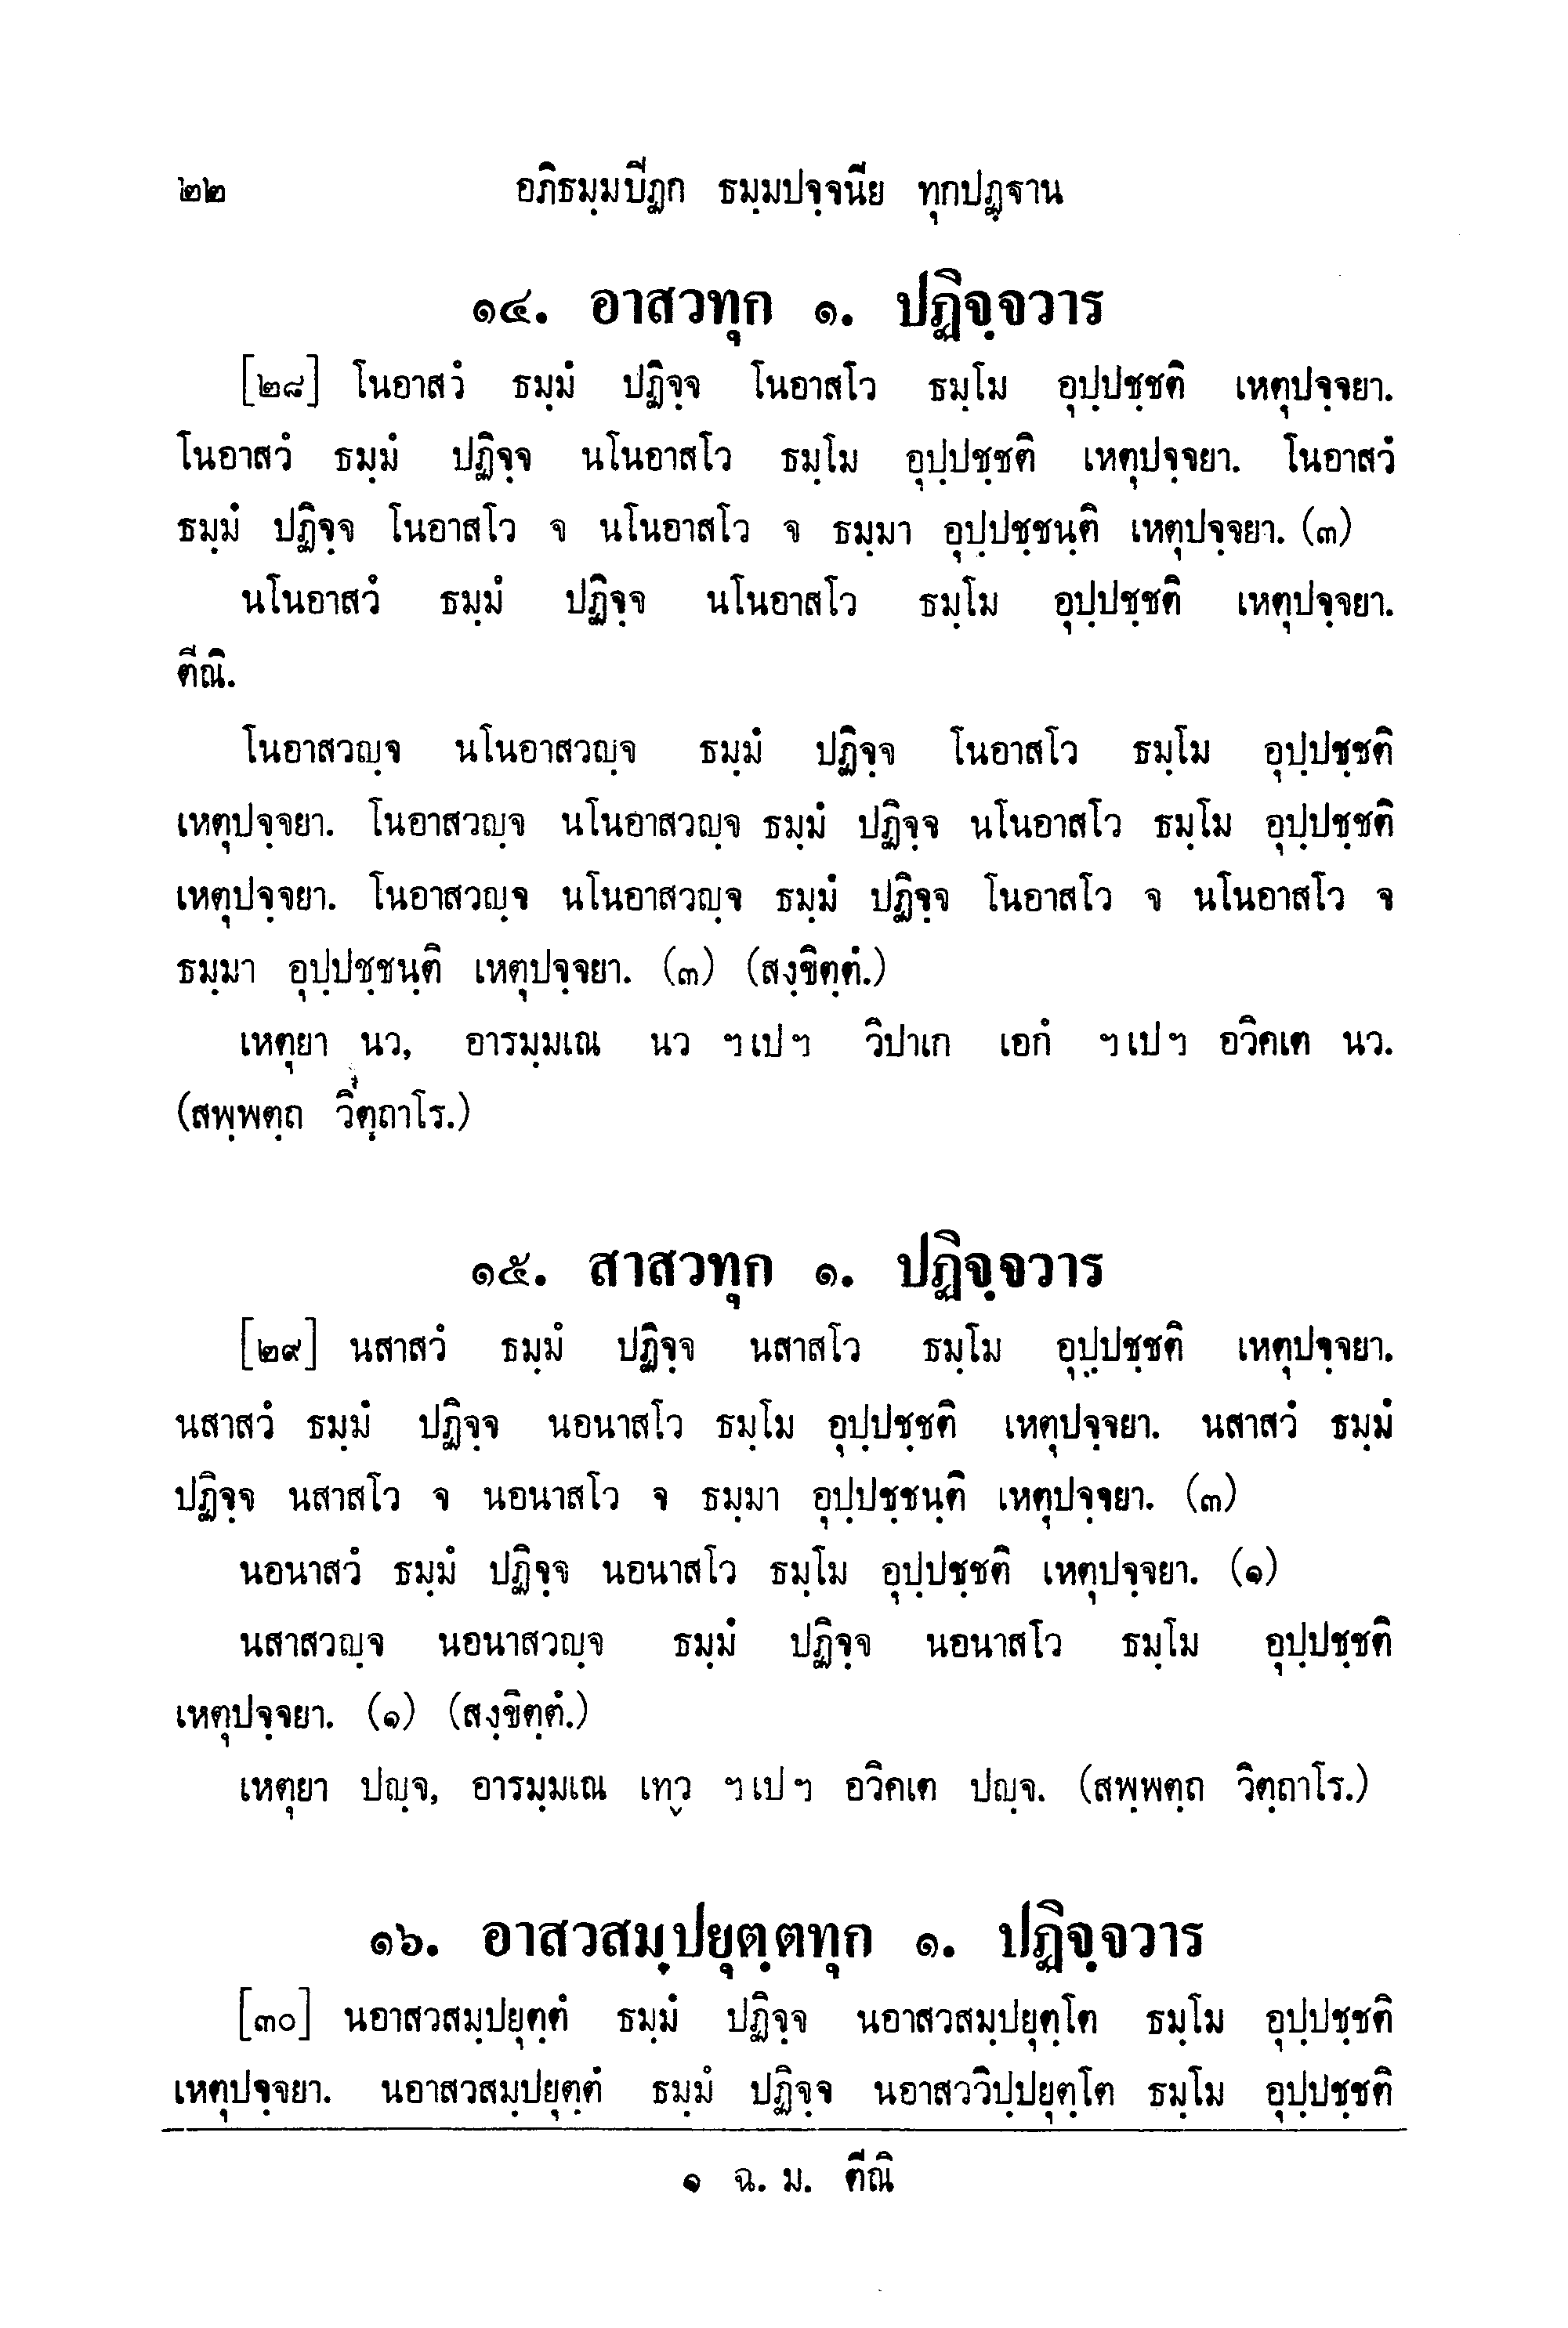 ๒๒ อภิธมฺมปิฏก ธมฺมปจฺจนีย ทุกปฏฺฐาน
๑๔. อาสวทุก ๑. ปฏิจฺจวาร
[๒๘] โนอาสวํ ธมฺมํ ปฏิจฺจ โนอาสโว ธมฺโม อุปฺปชฺชติ เหตุปจฺจยา.
โนอาสวํ ธมฺมํ ปฏิจฺจ นโนอาสโว ธมฺโม อุปฺปชฺชติ เหตุปจฺจยา. โนอาสวํ
ธมฺมํ ปฏิจฺจ โนอาสโว จ นโนอาสโว จ ธมฺมา อุปฺปชฺชนฺติ เหตุปจฺจยา. (๓)
นโนอาสวํ ธมฺมํ ปฏิจฺจ นโนอาสโว ธมฺโม อุปฺปชฺชติ เหตุปจฺจยา.
ตีณิ.
โนอาสวญฺจ นโนอาสวญฺจ ธมฺมํ ปฏิจฺจ โนอาสโว ธมฺโม อุปฺปชฺชติ
เหตุปจฺจยา. โนอาสวญฺจ นโนอาสวญฺจ ธมฺมํ ปฏิจฺจ นโนอาสโว ธมฺโม อุปฺปชฺชติ
เหตุปจฺจยา. โนอาสวญฺจ นโนอาสวญฺจ ธมฺมํ ปฏิจฺจ โนอาสโว จ นโนอาสโว จ
ธมฺมา อุปฺปชฺชนฺติ เหตุปจฺจยา. (๓) (สงฺขิตฺตํ.)
เหตุยา นว, อารมฺมเณ นว ฯเปฯ วิปาเก เอกํ ฯเปฯ อวิคเต นว.
(สพฺพตฺถ วิตฺถาโร.)
๑๕. สาสวทุก ๑. ปฏิจฺจวาร
[๒๙] นสาสวํ ธมฺมํ ปฏิจฺจ นสาสโว ธมฺโม อุปฺปชฺชติ เหตุปจฺจยา.
นสาสวํ ธมฺมํ ปฏิจฺจ นอนาสโว ธมฺโม อุปฺปชฺชติ เหตุปจฺจยา. นสาสวํ ธมฺมํ
ปฏิจฺจ นสาสโว จ นอนาสโว จ ธมฺมา อุปฺปชฺชนฺติ เหตุปจฺจยา. (๓)
นอนาสวํ ธมฺมํ ปฏิจฺจ นอนาสโว ธมฺโม อุปฺปชฺชติ เหตุปจฺจยา. (๑)
นสาสวญฺจ นอนาสวญฺจ ธมฺมํ ปฏิจฺจ นอนาสโว ธมฺโม อุปฺปชฺชติ
เหตุปจฺจยา. (๑) (สงฺขิตฺตํ.)
เหตุยา ปญฺจ, อารมฺมเณ เทฺว ฯเปฯ อวิคเต ปญฺจ. (สพฺพตฺถ วิตฺถาโร.)
๑๖. อาสวสมฺปยุตฺตทุก ๑. ปฏิจฺจวาร
[๓๐] นอาสวสมฺปยุตฺตํ ธมฺมํ ปฏิจฺจ นอาสวสมฺปยุตฺโต ธมฺโม อุปฺปชฺชติ
เหตุปจฺจยา. นอาสวสมฺปยุตฺตํ ธมฺมํ ปฏิจฺจ นอาสววิปฺปยุตฺโต ธมฺโม อุปฺปชฺชติ
๑ ฉ. ม. ตีณิ